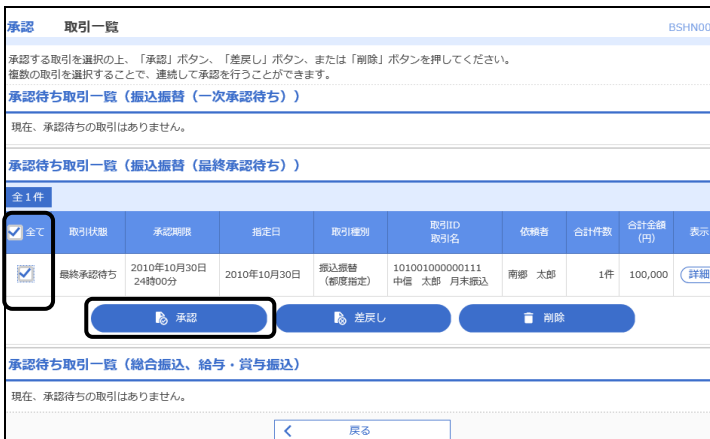 承認 取引一覧 BSHN00
承認する取引を選択の上、「承認」ボタン、「差戻し」ボタン、または「削除」ボタンを押してください。
複数の取引を選択することで、連続して承認を行うことができます。
承認待ち取引一覧（振込振替（一次承認待ち））
現在、承認待ちの取引はありません。
承認待ち取引一覧（振込振替（最終承認待ち））
全1件
全て 取引状態 承認期限 指定日 取引種別 取引ID 依頼者 合計件数 合計金額 表示
取引名 （円）
最終承認待ち 2010年10月30日 2010年10月30日 振込振替 101001000000111 南郷 太郎 1件 100,000 詳細
24時00分 （都度指定） 中信 太郎 月末振込
承認 差戻し 削除
承認待ち取引一覧（総合振込、給与・賞与振込）
現在、承認待ちの取引はありません。
戻る